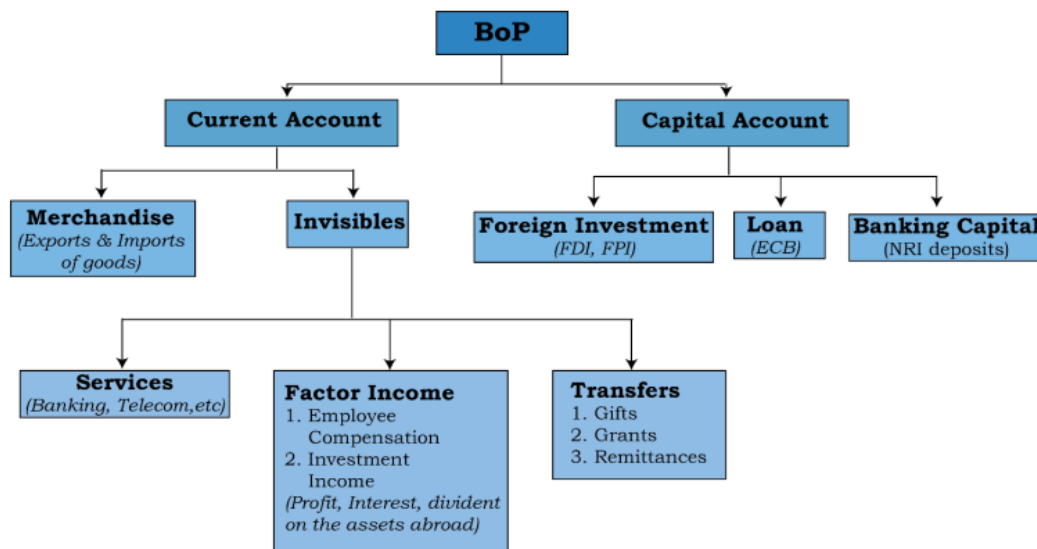 BoP
Current Account
Capital Account
Merchandise
(Exports & Imports
of goods)
Invisibles
Foreign Investment
(FDI, FPI)
Loan
(ECB)
Banking Capital
(NRI deposits)
Services
(Banking, Telecom,etc)
Factor Income
1. Employee
Compensation
2. Investment
Income
(Profit, Interest, divident
on the assets abroad)
Transfers
1. Gifts
2. Grants
3. Remittances